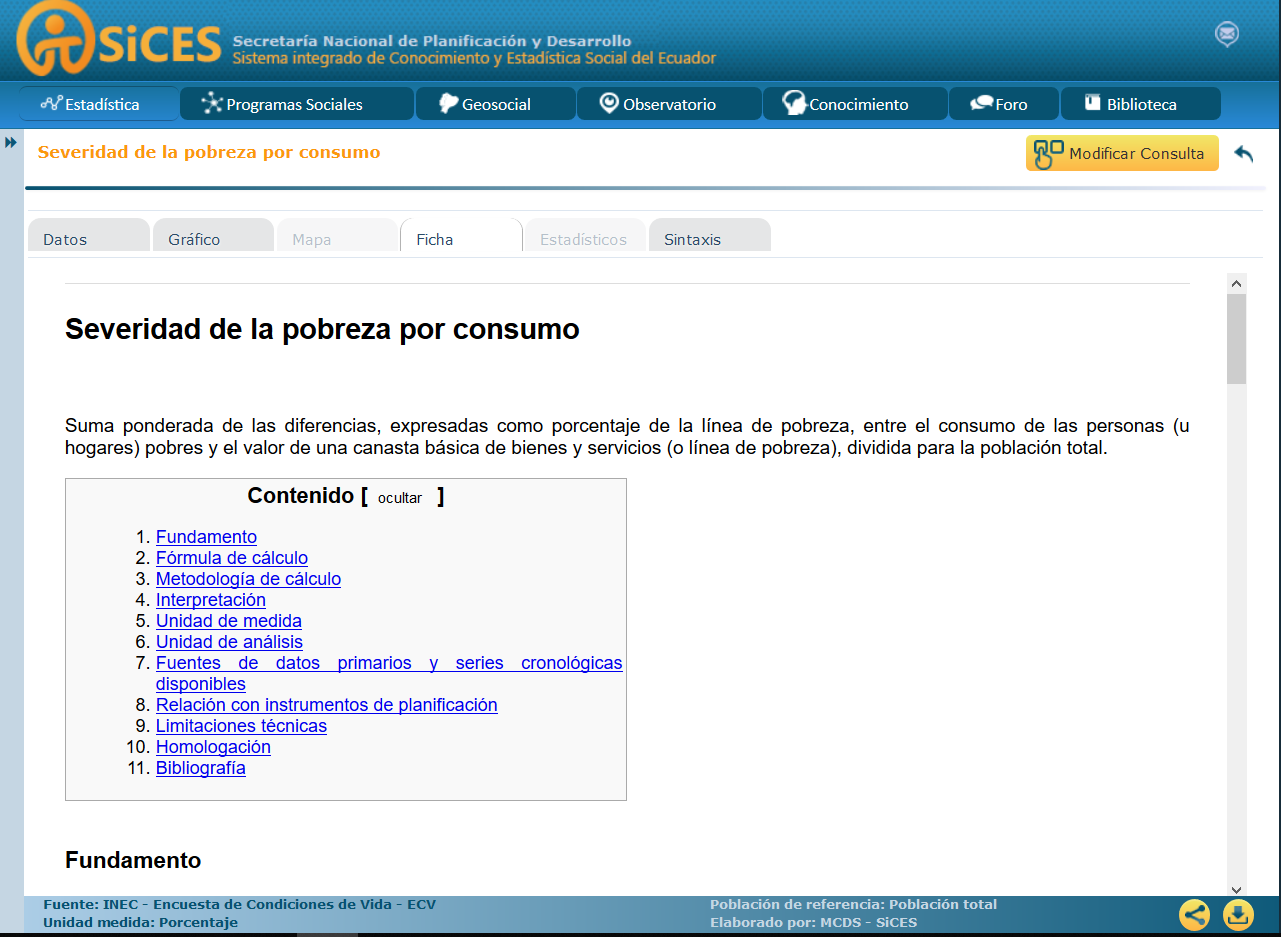 SiCES
Secretaría Nacional de Planificación y Desarrollo
Sistema integrado de Conocimiento y Estadística Social del Ecuador
Estadística
Programas Sociales
Geosocial
Observatorio
Conocimiento
Foro
Biblioteca
Severidad de la pobreza por consumo
Modificar Consulta
Datos
Gráfico
Mapa
Ficha
Estadísticos
Sintaxis
Severidad de la pobreza por consumo
Suma ponderada de las diferencias, expresadas como porcentaje de la línea de pobreza, entre el consumo de las personas (u
hogares) pobres y el valor de una canasta básica de bienes y servicios (o línea de pobreza), dividida para la población total.
Contenido [ ocultar ]
1. Fundamento
2. Fórmula de cálculo
3. Metodología de cálculo
4. Interpretación
5. Unidad de medida
6. Unidad de análisis
7. Fuentes de datos primarios y series cronológicas
disponibles
8. Relación con instrumentos de planificación
9. Limitaciones técnicas
10. Homologación
11. Bibliografía
Fundamento
Fuente: INEC - Encuesta de Condiciones de Vida - ECV
Unidad medida: Porcentaje
Población de referencia: Población total
Elaborado por: MCDS - SiCES